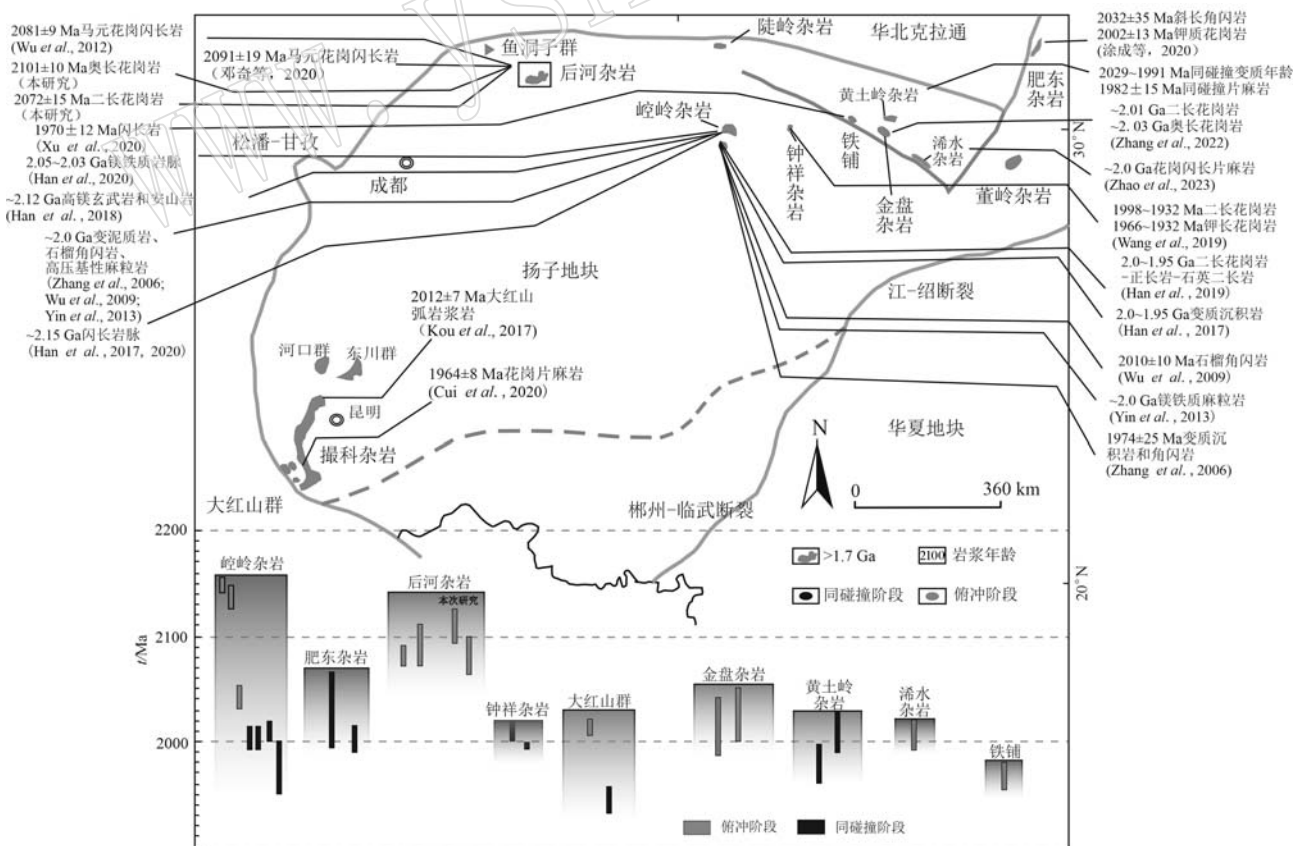 2081±9 Ma马元花岗闪长岩
(Wu et al., 2012)
2101±10 Ma奥长花岗岩
(本研究)
2072±15 Ma二长花岗岩
(本研究)
1970±12 Ma闪长岩
(Xu et al., 2020)
2.05~2.03 Ga镁铁质岩脉
(Han et al., 2020)
~2.12 Ga高镁玄武岩和安山岩
(Han et al., 2018)
~2.0 Ga变泥质岩、
石榴角闪岩、
高压基性麻粒岩
(Zhang et al., 2006;
Wu et al., 2009;
Yin et al., 2013)
~2.15 Ga闪长岩脉
(Han et al., 2017, 2020)
2091±19 Ma马元花岗闪长岩
(邓奇等, 2020)
鱼洞子群
后河杂岩
陡岭杂岩
华北克拉通
肥东
杂岩
黄土岭杂岩
崆岭杂岩
铁铺
浠水
杂岩
钟祥杂岩
金盘
杂岩
董岭杂岩
松潘-甘孜
成都
扬子地块
江-绍断裂
2012±7 Ma大红山
弧岩浆岩
(Kou et al., 2017)
河口群
东川群
1964±8 Ma花岗片麻岩
(Cui et al., 2020)
昆明
撮科杂岩
大红山群
华夏地块
郴州-临武断裂
N
0
360 km
30° N
20° N
2032±35 Ma斜长角闪岩
2002±13 Ma钾质花岗岩
(涂成等, 2020)
2029~1991 Ma同碰撞变质年龄
1982±15 Ma同碰撞片麻岩
~2.01 Ga二长花岗岩
~2.03 Ga奥长花岗岩
(Zhang et al., 2022)
~2.0 Ga花岗闪长片麻岩
(Zhao et al., 2023)
1998~1932 Ma二长花岗岩
1966~1932 Ma钾长花岗岩
(Wang et al., 2019)
2.0~1.95 Ga二长花岗岩
-正长岩-石英二长岩
(Han et al., 2019)
2.0~1.95 Ga变质沉积岩
(Han et al., 2017)
2010±10 Ma石榴角闪岩
(Wu et al., 2009)
~2.0 Ga镁铁质麻粒岩
(Yin et al., 2013)
1974±25 Ma变质沉
积岩和角闪岩
(Zhang et al., 2006)
>1.7 Ga
2100 岩浆年龄
同碰撞阶段
俯冲阶段
2200
2100
2000
1900
t/Ma
崆岭杂岩
肥东杂岩
后河杂岩
本次研究
钟祥杂岩
大红山群
金盘杂岩
黄土岭
杂岩
浠水
杂岩
铁铺
俯冲阶段
同碰撞阶段